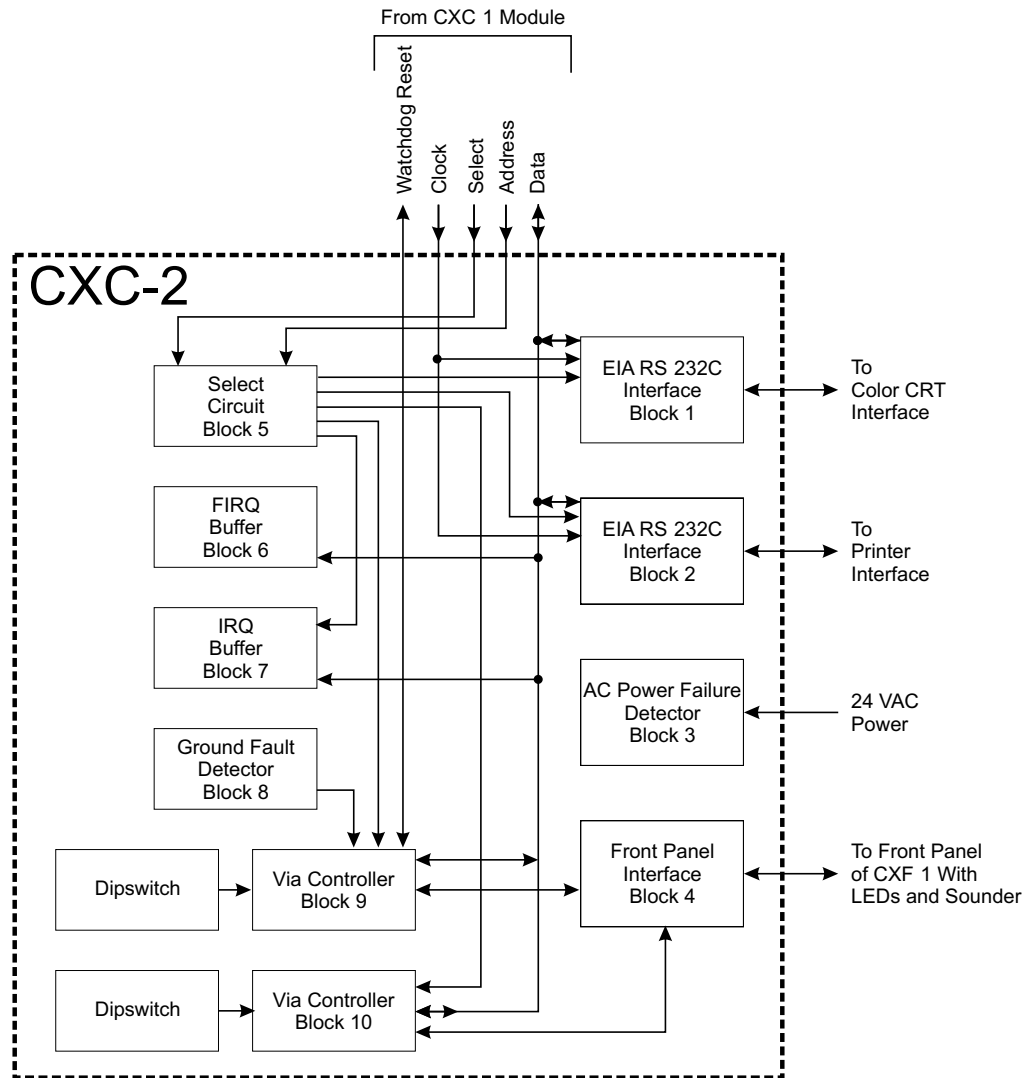 From CXC 1 Module
Watchdog Reset
Clock
Select
Address
Data
CXC-2
Select
Circuit
Block 5
EIA RS 232C
Interface
Block 1
To
Color CRT
Interface
FIRQ
Buffer
Block 6
EIA RS 232C
Interface
Block 2
To
Printer
Interface
IRQ
Buffer
Block 7
AC Power Failure
Detector
Block 3
24 VAC
Power
Ground Fault
Detector
Block 8
Dipswitch
Via Controller
Block 9
Front Panel
Interface
Block 4
To Front Panel
of CXF 1 With
LEDs and Sounder
Dipswitch
Via Controller
Block 10